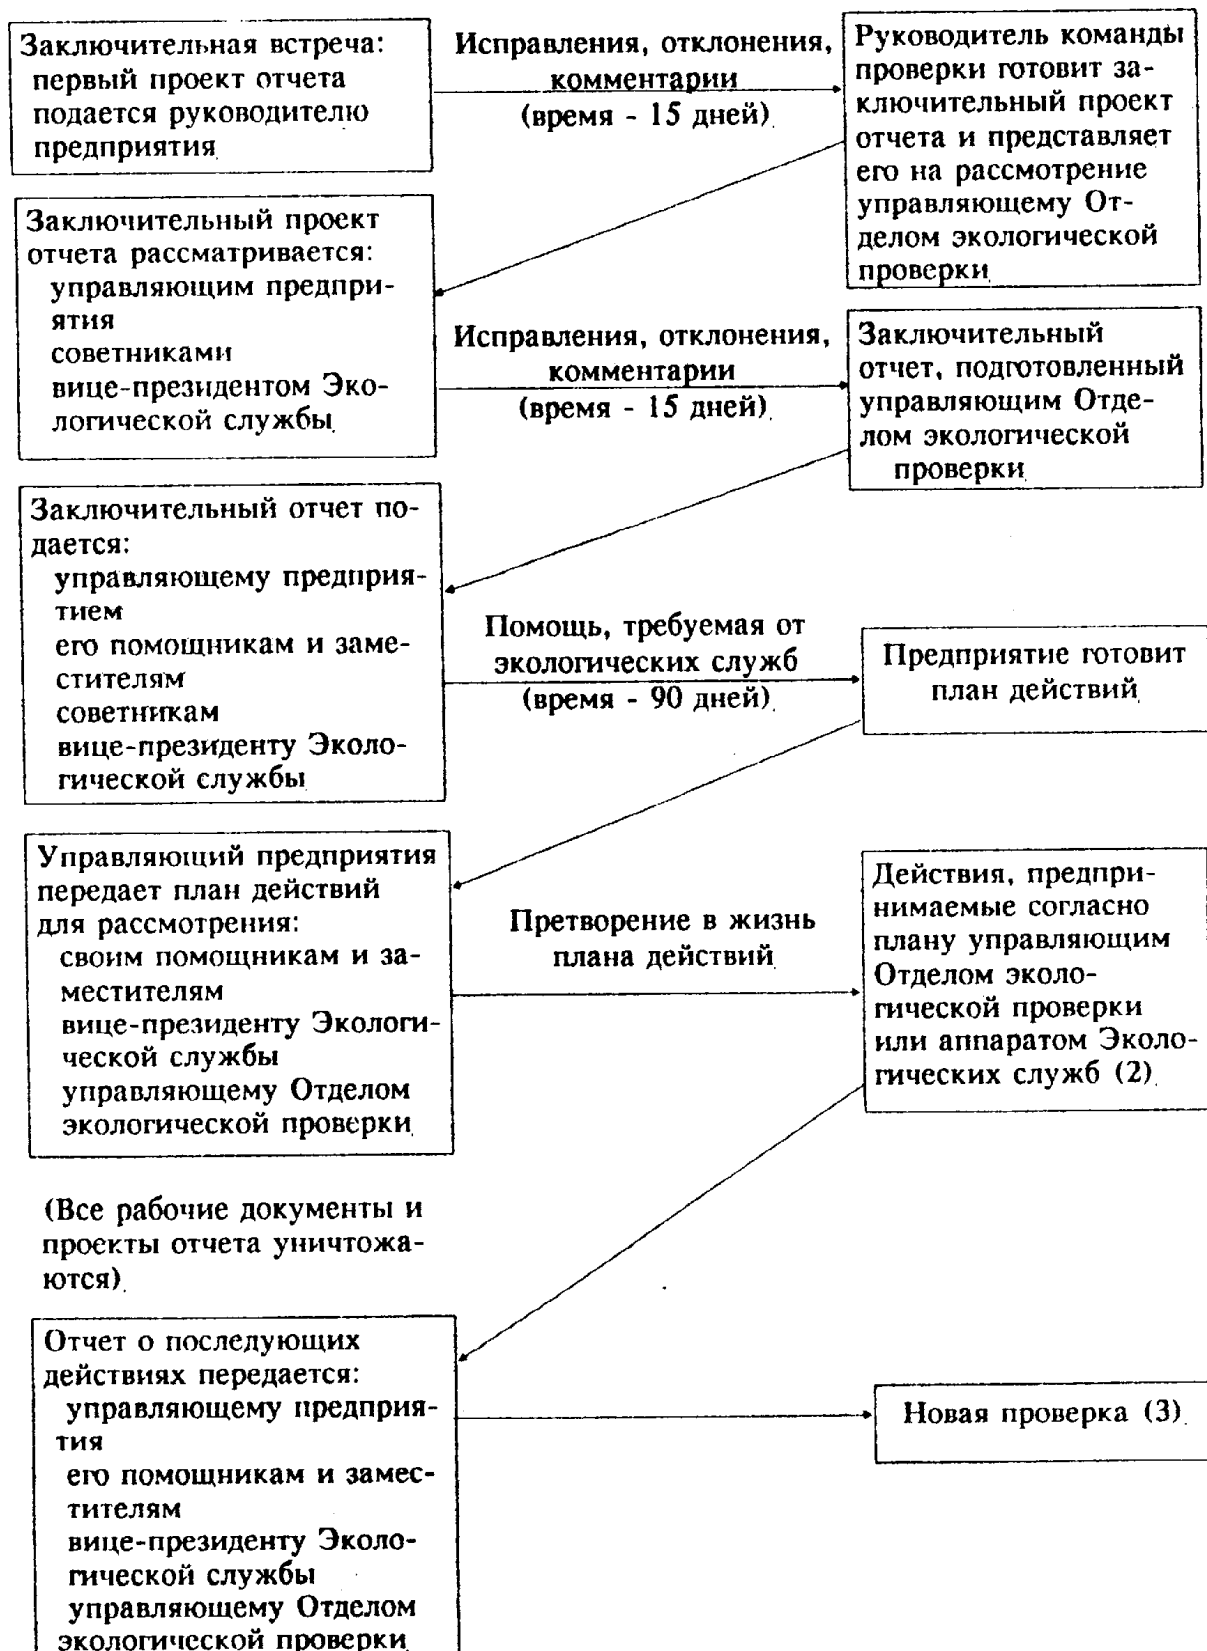 Заключительная встреча:
первый проект отчета
подается руководителю
предприятия
Исправления, отклонения,
комментарии
(время - 15 дней)
Руководитель команды
проверки готовит за-
ключительный проект
отчета и представляет
его на рассмотрение
управляющему От-
делом экологической
проверки
Заключительный проект
отчета рассматривается:
управляющим предпри-
ятия
советниками
вице-президентом Эко-
логической службы
Исправления, отклонения,
комментарии
(время - 15 дней)
Заключительный
отчет, подготовленный
управляющим Отде-
лом экологической
проверки
Заключительный отчет по-
дается:
управляющему предприя-
тием
его помощникам и заме-
стителям
советникам
вице-президенту Эколо-
гической службы
Помощь, требуемая от
экологических служб
(время - 90 дней)
Предприятие готовит
план действий
Управляющий предприятия
передает план действий
для рассмотрения:
своим помощникам и за-
местителям
вице-президенту Экологи-
ческой службы
управляющему Отделом
экологической проверки
Претворение в жизнь
плана действий
Действия, предпри-
нимаемые согласно
плану управляющим
Отделом эколо-
гической проверки
или аппаратом Эколо-
гических служб (2)
(Все рабочие документы и
проекты отчета уничтожа-
ются)
Отчет о последующих
действиях передается:
управляющему предприя-
тия
его помощникам и замес-
тителям
вице-президенту Эколо-
гической службы
управляющему Отделом
экологической проверки
Новая проверка (3)